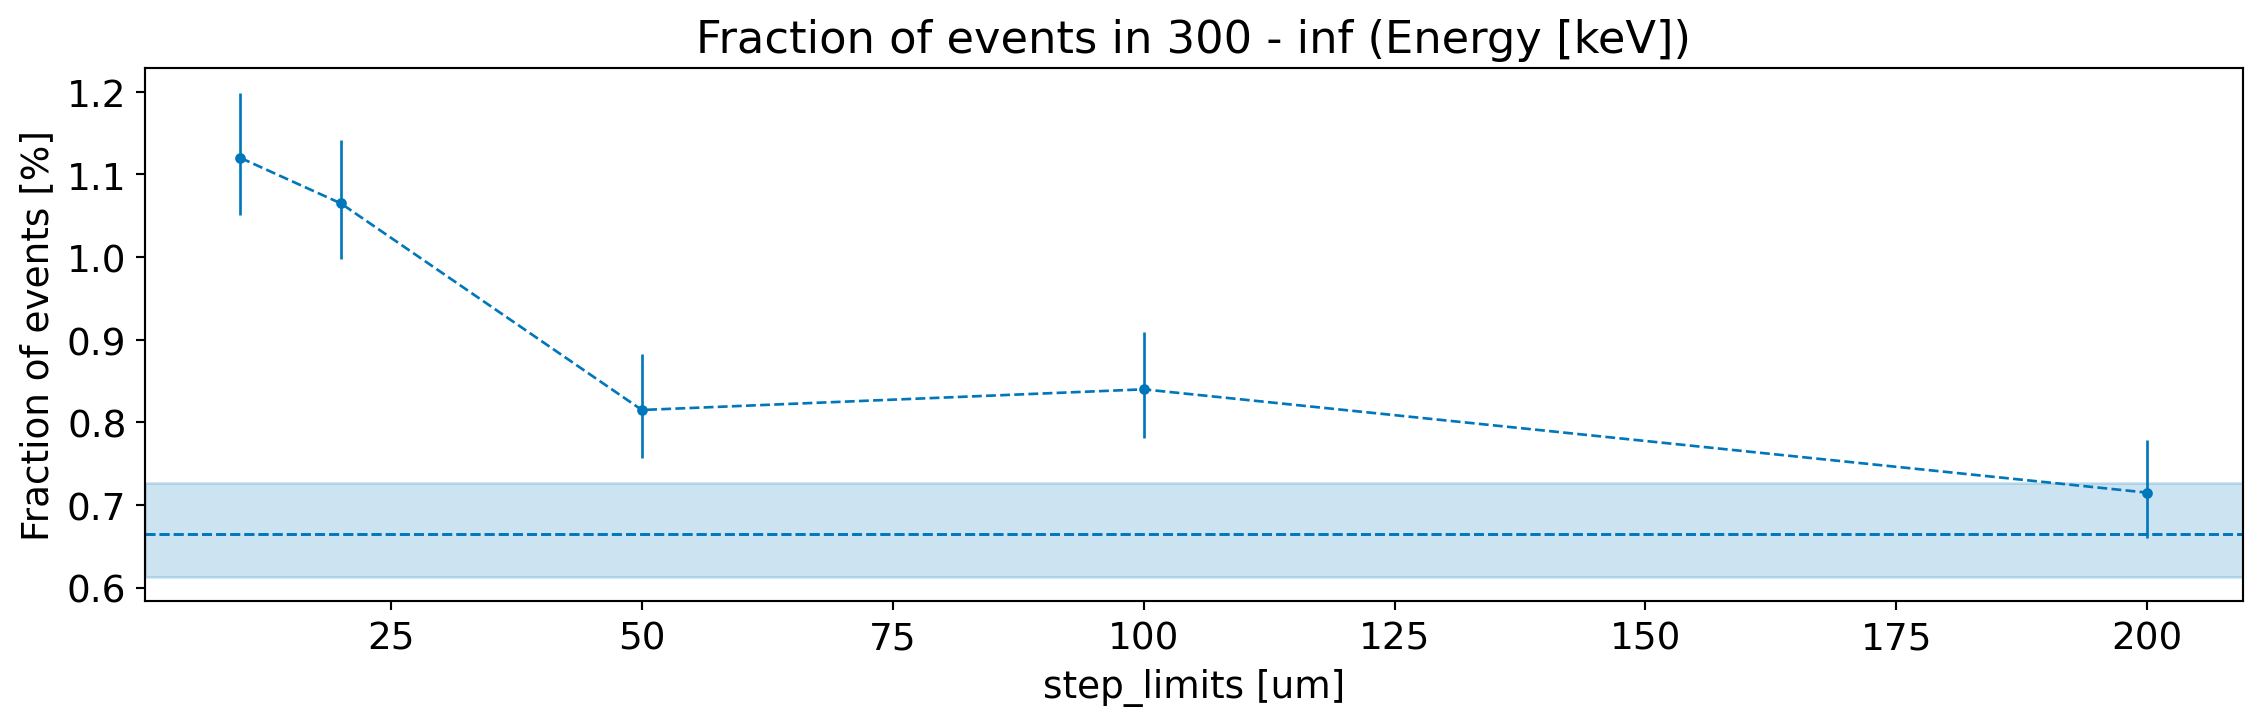 Fraction of events in 300 - inf (Energy [keV])
Fraction of events [%]
1.2
1.1
1.0
0.9
0.8
0.7
0.6
25 50 75 100 125 150 175 200
step_limits [um]